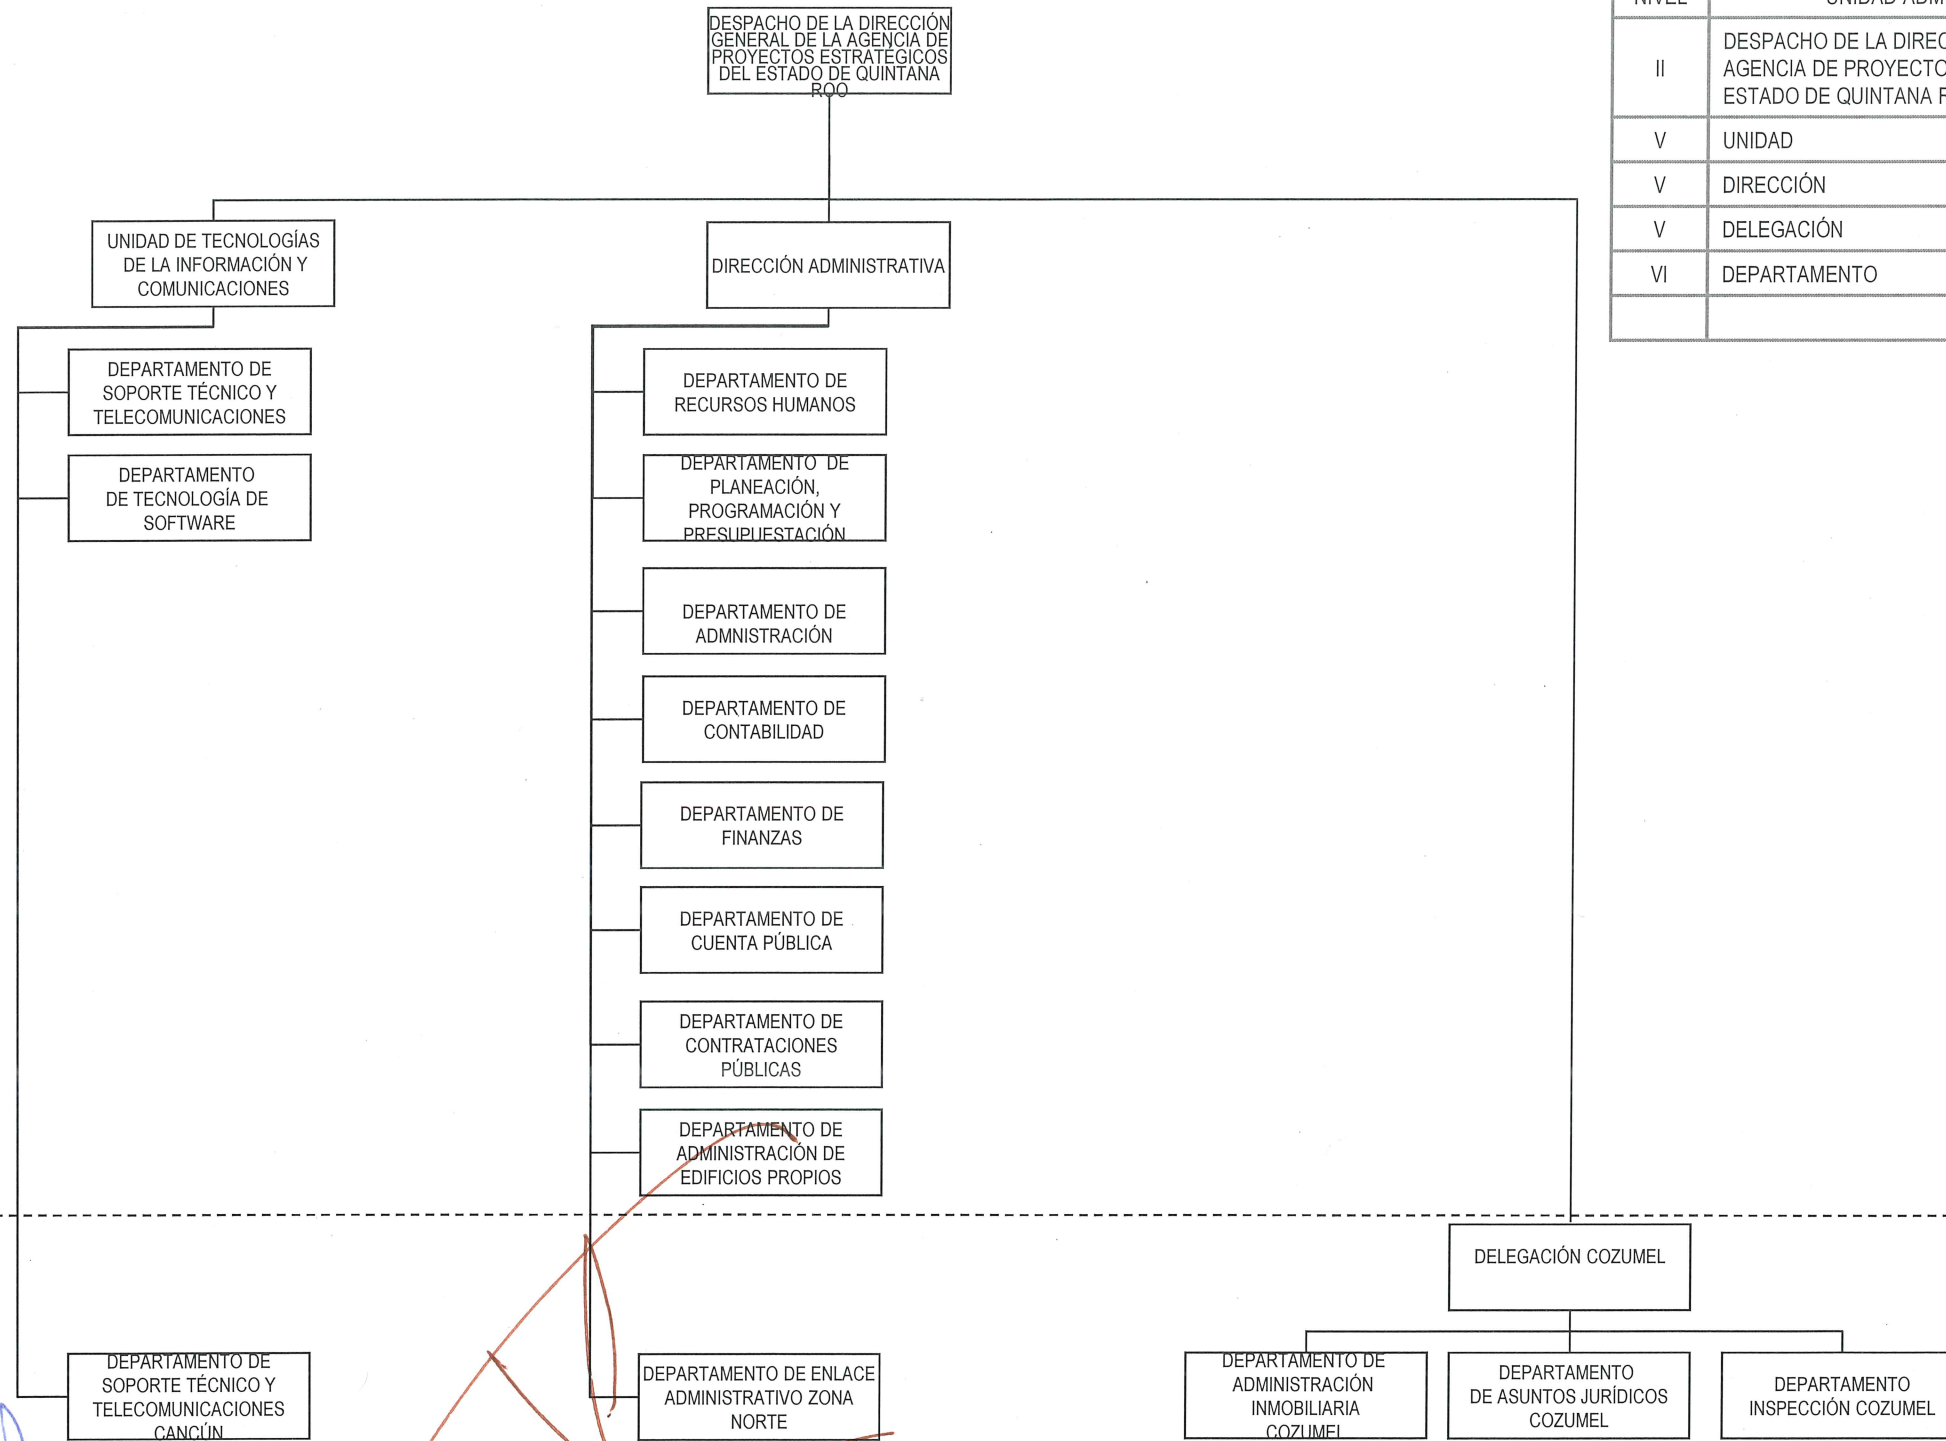 DESPACHO DE LA DIRECCIÓN
GENERAL DE LA AGENCIA DE
PROYECTOS ESTRATÉGICOS
DEL ESTADO DE QUINTANA
ROO
NIVEL
II
DESPACHO DE LA DIREC
AGENCIA DE PROYECTO
ESTADO DE QUINTANA
V UNIDAD
V DIRECCIÓN
V DELEGACIÓN
VI DEPARTAMENTO
UNIDAD DE TECNOLOGÍAS
DE LA INFORMACIÓN Y
COMUNICACIONES
DEPARTAMENTO DE
SOPORTE TÉCNICO Y
TELECOMUNICACIONES
DEPARTAMENTO
DE TECNOLOGÍA DE
SOFTWARE
DIRECCIÓN ADMINISTRATIVA
DEPARTAMENTO DE
RECURSOS HUMANOS
DEPARTAMENTO DE
PLANEACIÓN,
PROGRAMACIÓN Y
PRESUPUESTACIÓN
DEPARTAMENTO DE
ADMNISTRACIÓN
DEPARTAMENTO DE
CONTABILIDAD
DEPARTAMENTO DE
FINANZAS
DEPARTAMENTO DE
CUENTA PÚBLICA
DEPARTAMENTO DE
CONTRATACIONES
PÚBLICAS
DEPARTAMENTO DE
ADMINISTRACIÓN DE
EDIFICIOS PROPIOS
DELEGACIÓN COZUMEL
DEPARTAMENTO DE
SOPORTE TÉCNICO Y
TELECOMUNICACIONES
CANCÚN
DEPARTAMENTO DE ENLACE
ADMINISTRATIVO ZONA
NORTE
DEPARTAMENTO DE
ADMINISTRACIÓN
INMOBILIARIA
COZUMEL
DEPARTAMENTO
DE ASUNTOS JURÍDICOS
COZUMEL
DEPARTAMENTO
INSPECCIÓN COZUMEL